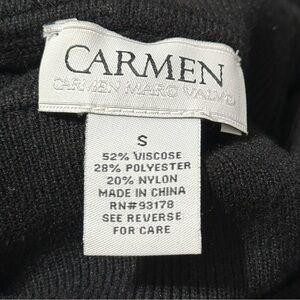 CARMEN
CARMEN MARC VALVO
S
52% VISCOSE
28% POLYESTER
20% NYLON
MADE IN CHINA
RN#93178
SEE REVERSE
FOR CARE